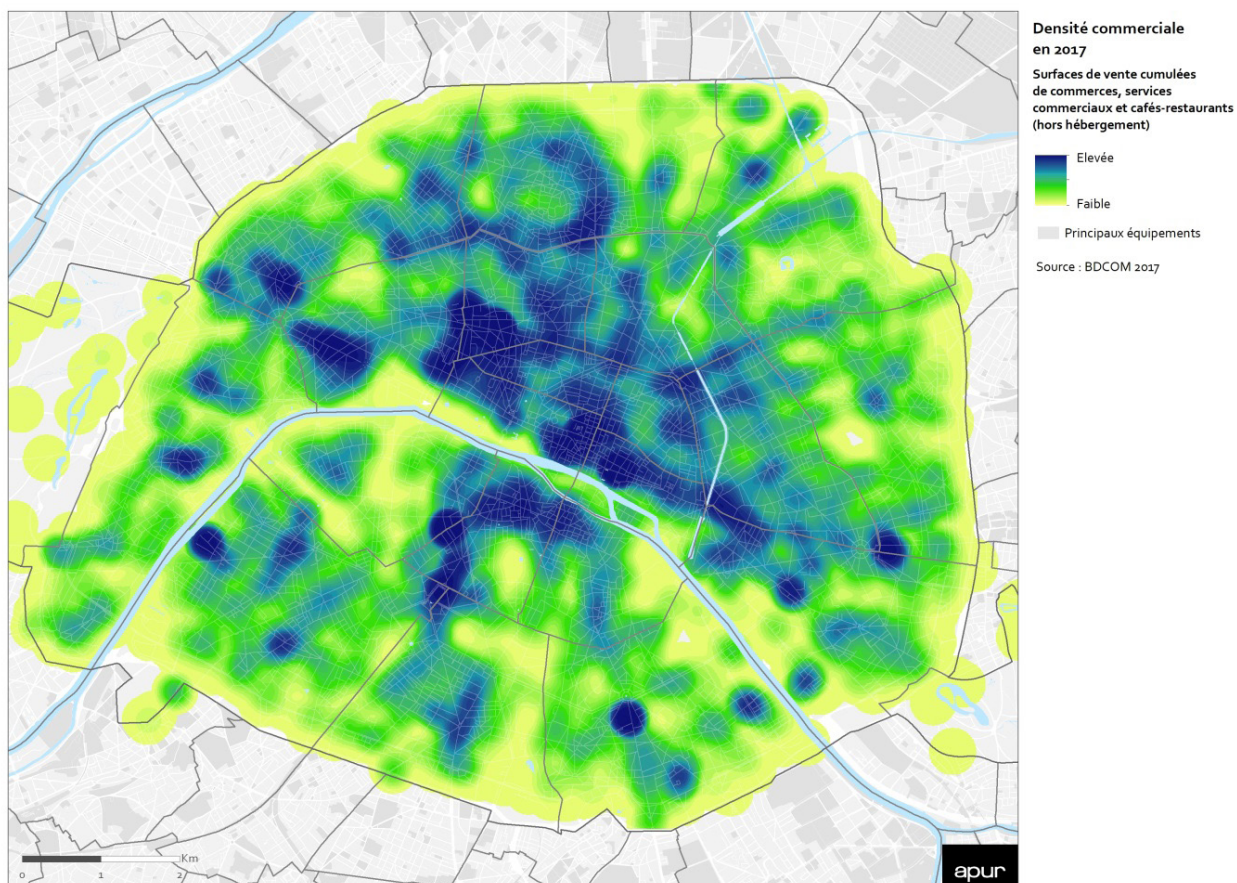 Densité commerciale
en 2017
Surfaces de vente cumulées
de commerces, services
commerciaux et cafés-restaurants
(hors hébergement)
Elevée
Faible
Principaux équipements
Source : BDCOM 2017
Km
0 1 2
apur